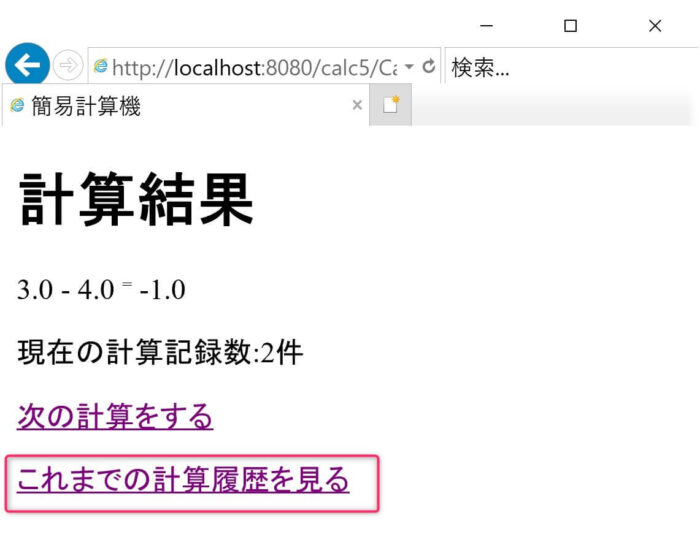 http://localhost:8080/calc5/Ca
検索...
簡易計算機
計算結果
3.0 - 4.0 = -1.0
現在の計算記録数:2件
次の計算をする
これまでの計算履歴を見る